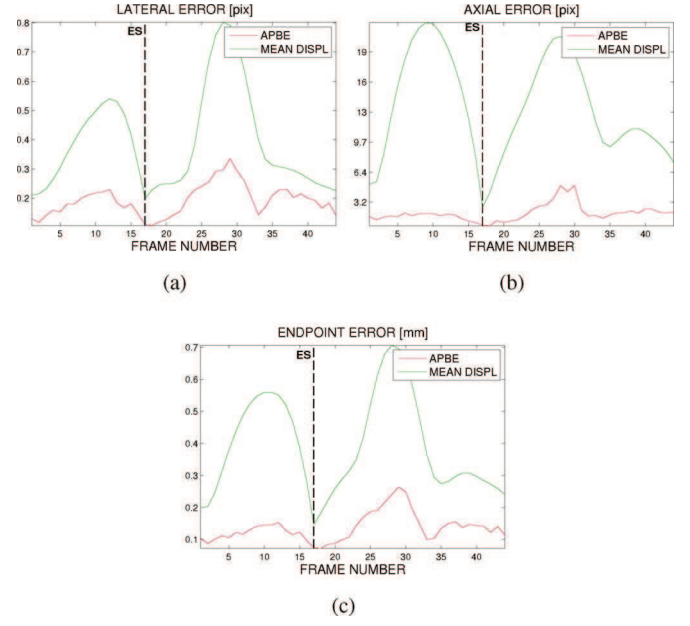 LATERAL ERROR [pix]
ES
APBE
MEAN DISPL
0.8
0.7
0.6
0.5
0.4
0.3
0.2
5 10 15 20 25 30 35 40
FRAME NUMBER
(a)
AXIAL ERROR [pix]
ES
APBE
MEAN DISPL
19
16
13
9.7
6.4
3.2
5 10 15 20 25 30 35 40
FRAME NUMBER
(b)
ENDPOINT ERROR [mm]
ES
APBE
MEAN DISPL
0.7
0.6
0.5
0.4
0.3
0.2
0.1
5 10 15 20 25 30 35 40
FRAME NUMBER
(c)